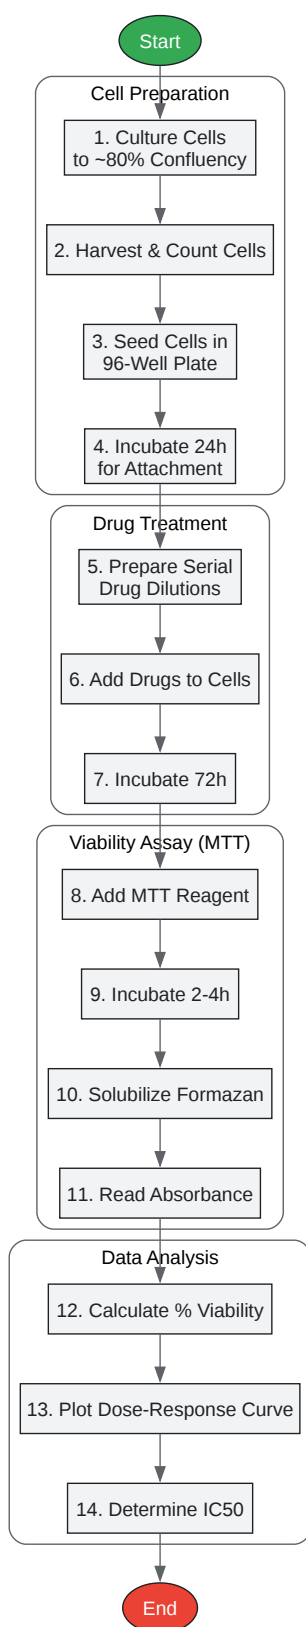 Start
Cell Preparation
1. Culture Cells
to ~80% Confluency
2. Harvest & Count Cells
3. Seed Cells in
96-Well Plate
4. Incubate 24h
for Attachment
Drug Treatment
5. Prepare Serial
Drug Dilutions
6. Add Drugs to Cells
7. Incubate 72h
Viability Assay (MTT)
8. Add MTT Reagent
9. Incubate 2-4h
10. Solubilize Formazan
11. Read Absorbance
Data Analysis
12. Calculate % Viability
13. Plot Dose-Response Curve
14. Determine IC50
End